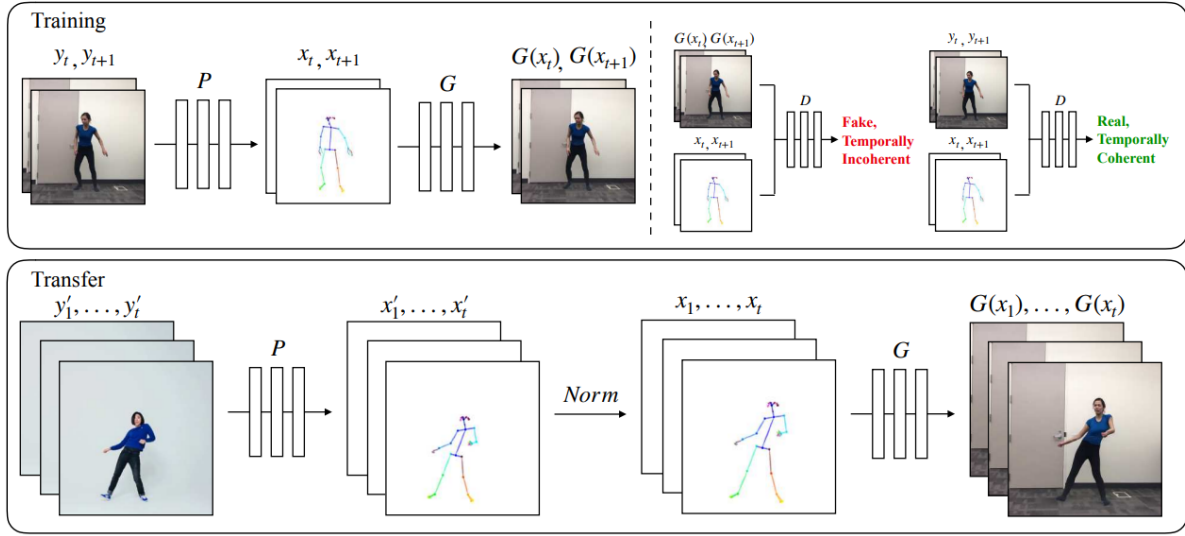 Training
y_t, y_{t+1}
P
x_t, x_{t+1}
G
G(x_t), G(x_{t+1})
G(x_t) G(x_{t+1})
x_t, x_{t+1}
D
Fake,
Temporally
Incoherent
y_t, y_{t+1}
x_t, x_{t+1}
D
Real,
Temporally
Coherent
Transfer
y′_1, . . . , y′_t
P
x′_1, . . . , x′_t
Norm
x_1, . . . , x_t
G
G(x_1), . . . , G(x_t)